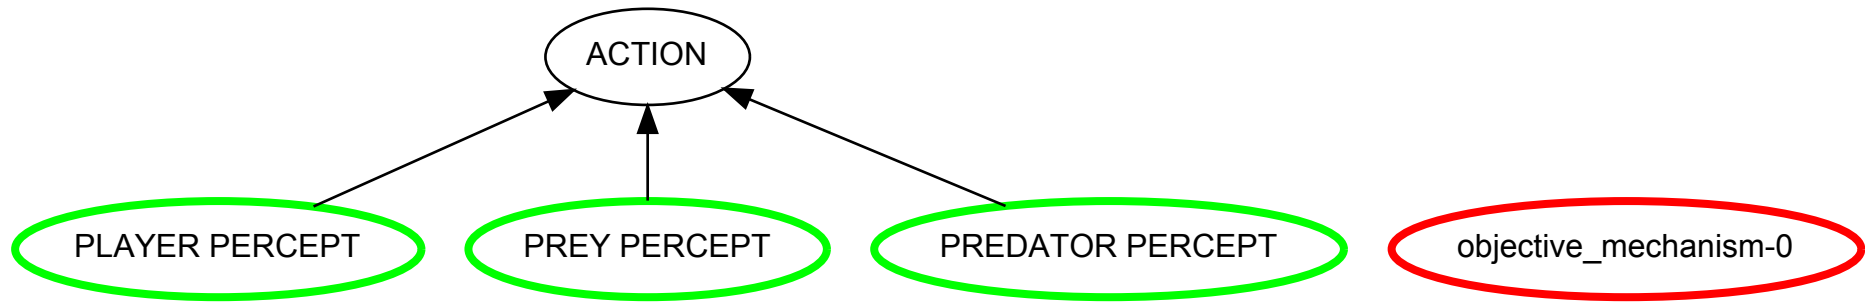 ACTION
PLAYER PERCEPT
PREY PERCEPT
PREDATOR PERCEPT
objective_mechanism-0